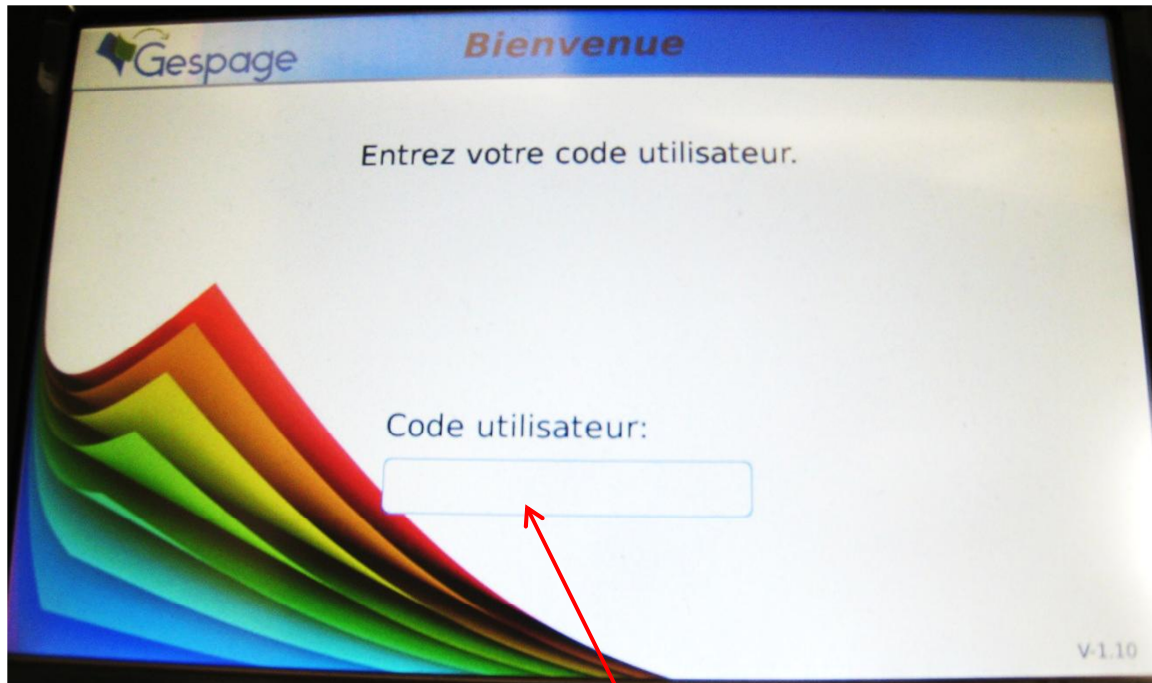 Gespage
Bienvenue
Entrez votre code utilisateur.
Code utilisateur:
V-1.10